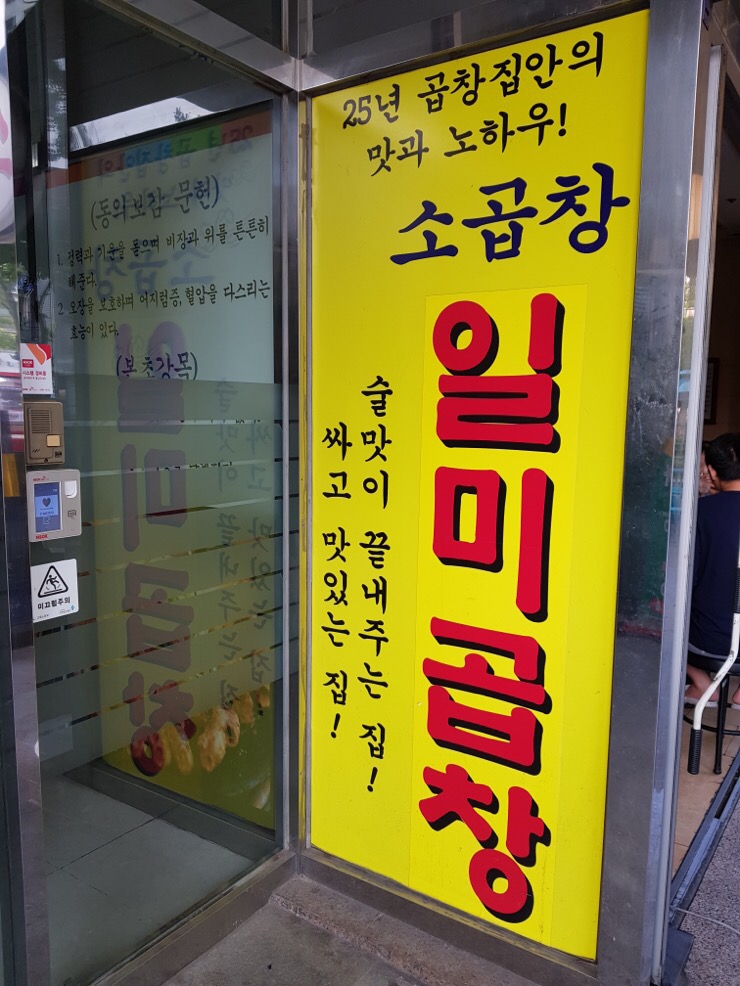 25년 곱창집안의
맛과 노하우!
소곱창
일미곱창
술맛이 끝내주는 집!
싸고 맛있는 집!
(동의보감 문헌)
1. 정력과 기운을 돋으며 비장과 위를 튼튼히
해준다.
2. 오장을 보호하며 어지럼증, 혈압을 다스리는
효능이 있다.
(본초강목)
미끄럼주의